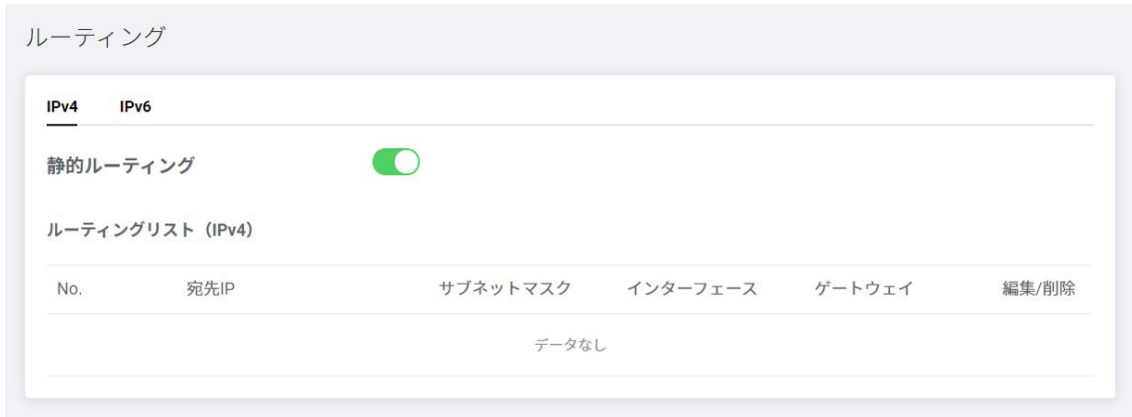 ルーティング
IPv4 IPv6
静的ルーティング
ルーティングリスト（IPv4）
No. 宛先IP サブネットマスク インターフェース ゲートウェイ 編集/削除
データなし